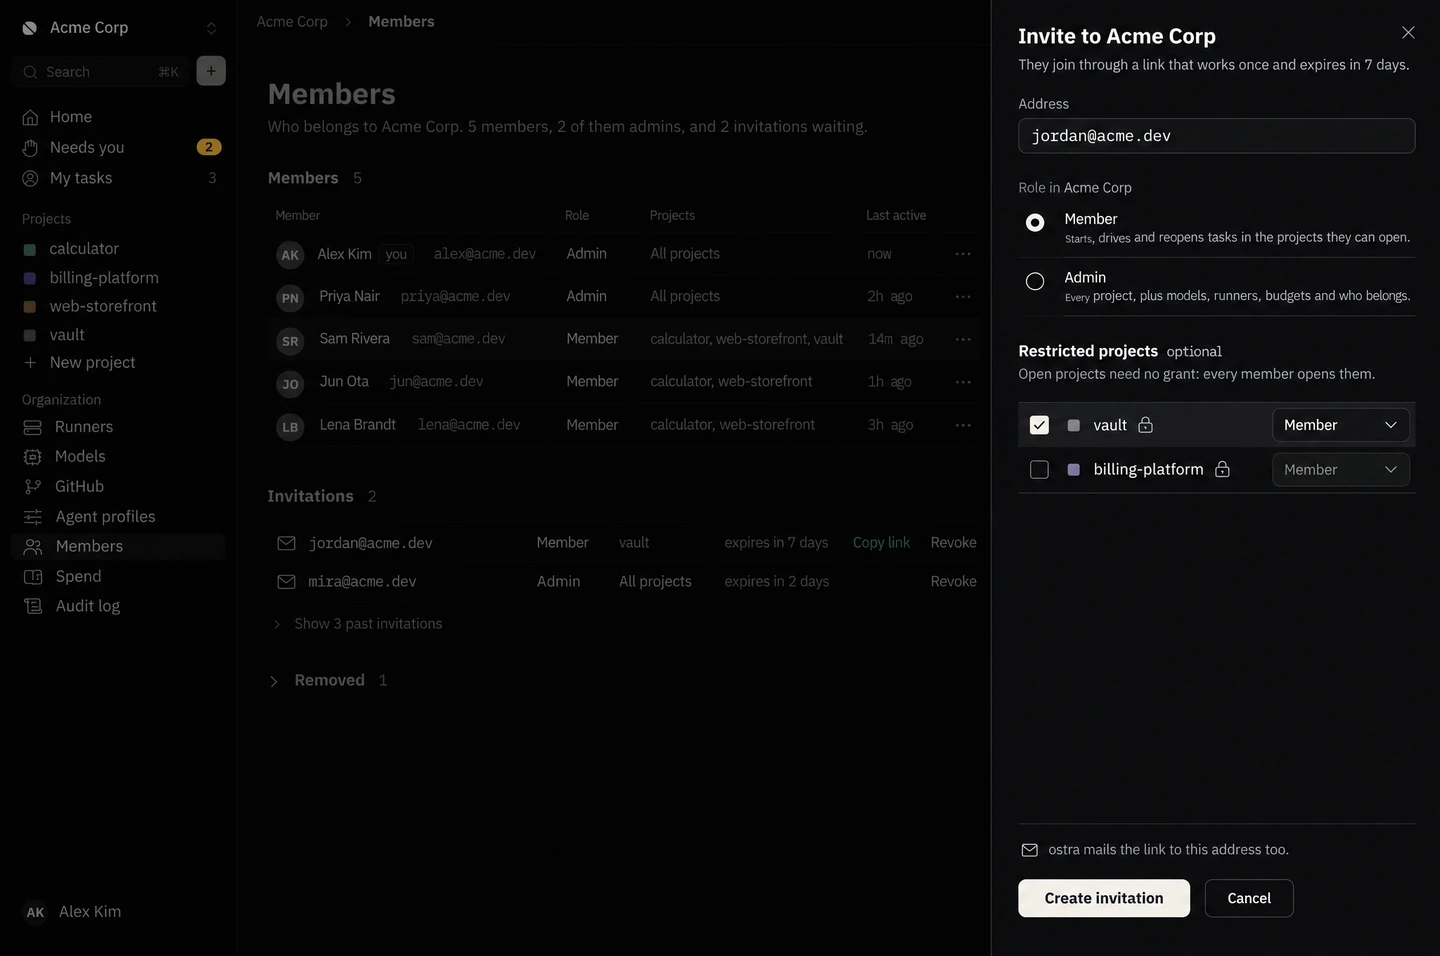 Acme Corp
Search ⌘K +
Home
Needs you 2
My tasks 3
Projects
calculator
billing-platform
web-storefront
vault
+ New project
Organization
Runners
Models
GitHub
Agent profiles
Members
Spend
Audit log
AK Alex Kim
Acme Corp > Members
Members
Who belongs to Acme Corp. 5 members, 2 of them admins, and 2 invitations waiting.
Members 5
Member Role Projects Last active
AK Alex Kim you alex@acme.dev Admin All projects now ···
PN Priya Nair priya@acme.dev Admin All projects 2h ago ···
SR Sam Rivera sam@acme.dev Member calculator, web-storefront, vault 14m ago ···
JO Jun Ota jun@acme.dev Member calculator, web-storefront 1h ago ···
LB Lena Brandt lena@acme.dev Member calculator, web-storefront 3h ago ···
Invitations 2
jordan@acme.dev Member vault expires in 7 days Copy link Revoke
mira@acme.dev Admin All projects expires in 2 days Revoke
Show 3 past invitations
Removed 1
Invite to Acme Corp
They join through a link that works once and expires in 7 days.
Address
jordan@acme.dev
Role in Acme Corp
Member
Starts, drives and reopens tasks in the projects they can open.
Admin
Every project, plus models, runners, budgets and who belongs.
Restricted projects optional
Open projects need no grant: every member opens them.
vault Member
billing-platform Member
ostra mails the link to this address too.
Create invitation Cancel